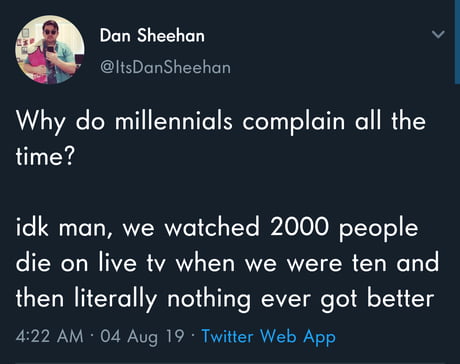 Dan Sheehan
@ItsDanSheehan
Why do millennials complain all the
time?
idk man, we watched 2000 people
die on live tv when we were ten and
then literally nothing ever got better
4:22 AM · 04 Aug 19 · Twitter Web App